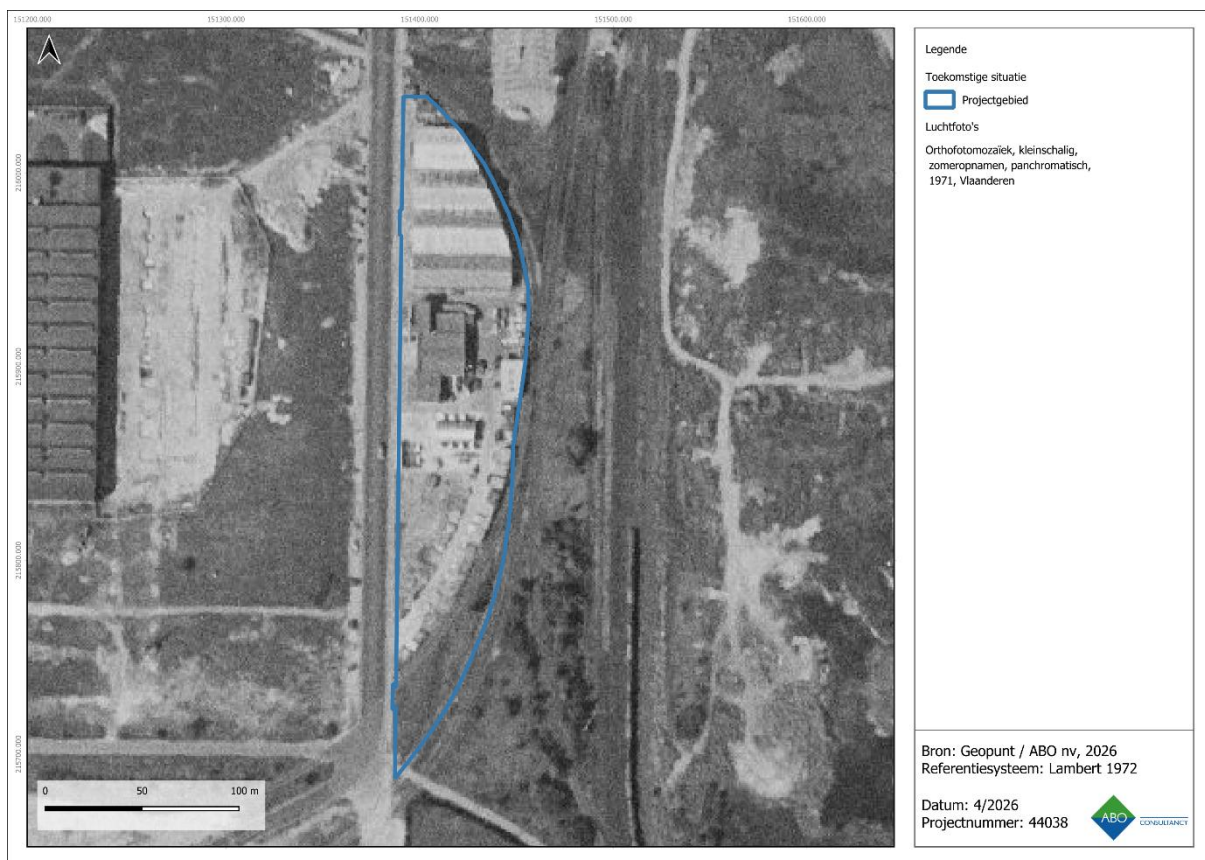 151200.000
151300.000
151400.000
151500.000
151600.000
216000.000
215900.000
215800.000
215700.000
0 50 100 m
Legende
Toekomstige situatie
Projectgebied
Luchtfoto's
Orthofotomozaïek, kleinschalig,
zomeropnamen, panchromatisch,
1971, Vlaanderen
Bron: Geopunt / ABO nv, 2026
Referentiesysteem: Lambert 1972
Datum: 4/2026
Projectnummer: 44038
ABO
CONSULTANCY